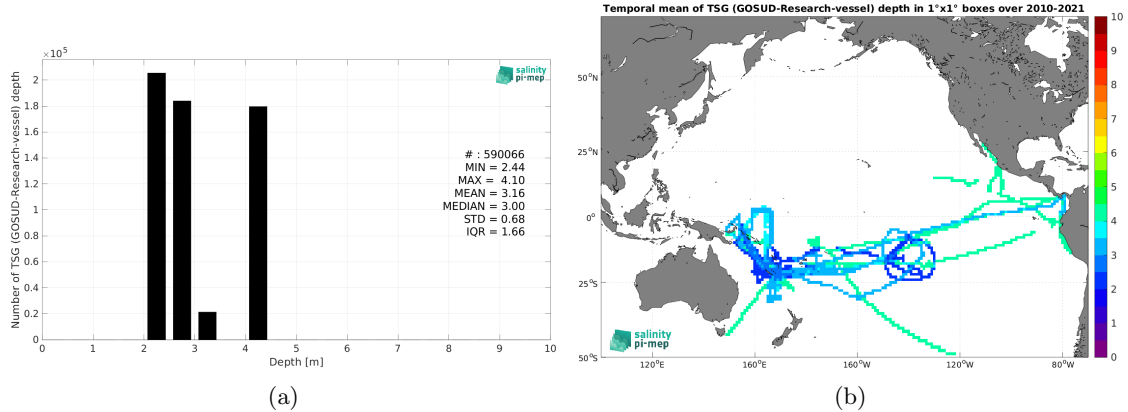 ×10⁵
2
1.8
1.6
1.4
1.2
1
0.8
0.6
0.4
0.2
0
Number of TSG (GOSUD-Research-vessel) depth
0 1 2 3 4 5 6 7 8 9 10
Depth [m]
salinity
pi-mep
# : 590066
MIN = 2.44
MAX = 4.10
MEAN = 3.16
MEDIAN = 3.00
STD = 0.68
IQR = 1.66
(a)
Temporal mean of TSG (GOSUD-Research-vessel) depth in 1°x1° boxes over 2010-2021
50°N
25°N
0°
25°S
50°S
120°E 160°E 160°W 120°W 80°W
salinity
pi-mep
10
9
8
7
6
5
4
3
2
1
0
(b)